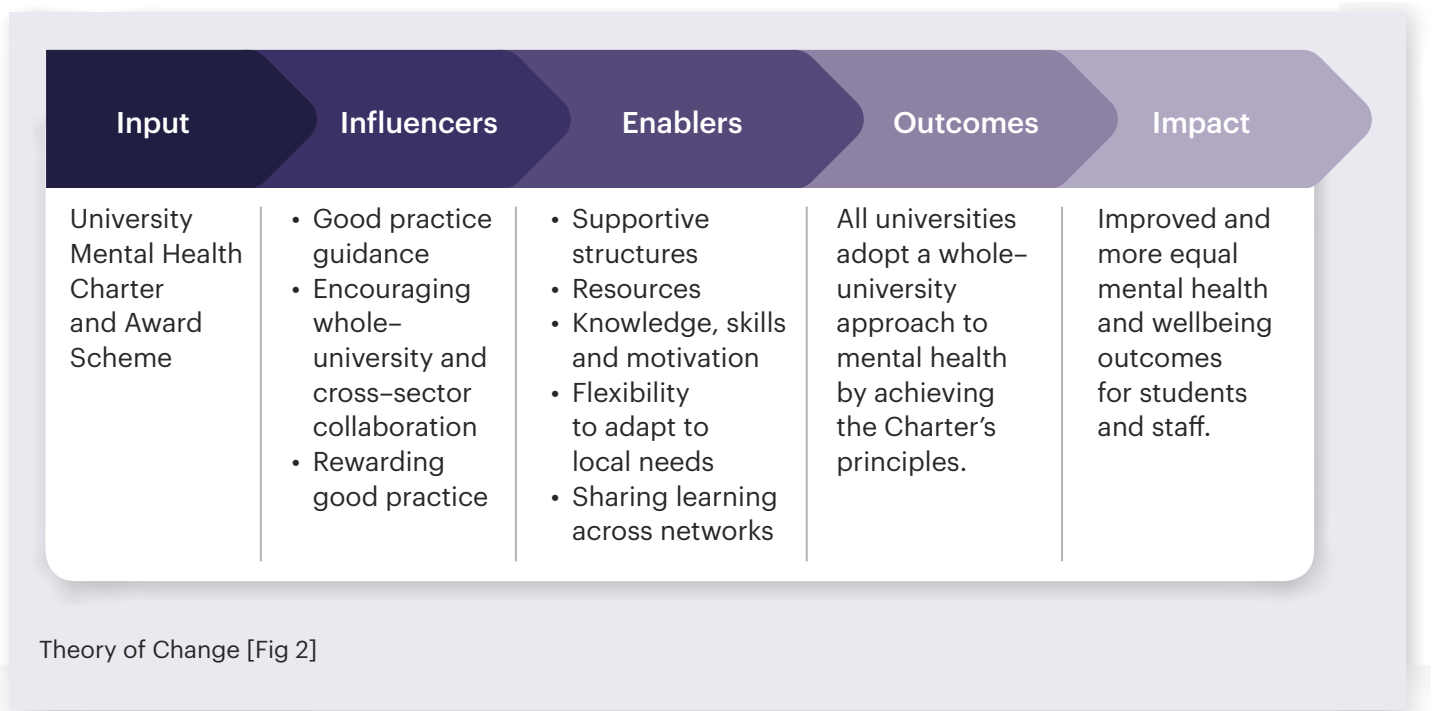 Input
Influencers
Enablers
Outcomes
Impact
University
Mental Health
Charter
and Award
Scheme
• Good practice
guidance
• Encouraging
whole–
university and
cross–sector
collaboration
• Rewarding
good practice
• Supportive
structures
• Resources
• Knowledge, skills
and motivation
• Flexibility
to adapt to
local needs
• Sharing learning
across networks
All universities
adopt a whole–
university
approach to
mental health
by achieving
the Charter’s
principles.
Improved and
more equal
mental health
and wellbeing
outcomes
for students
and staff.
Theory of Change [Fig 2]